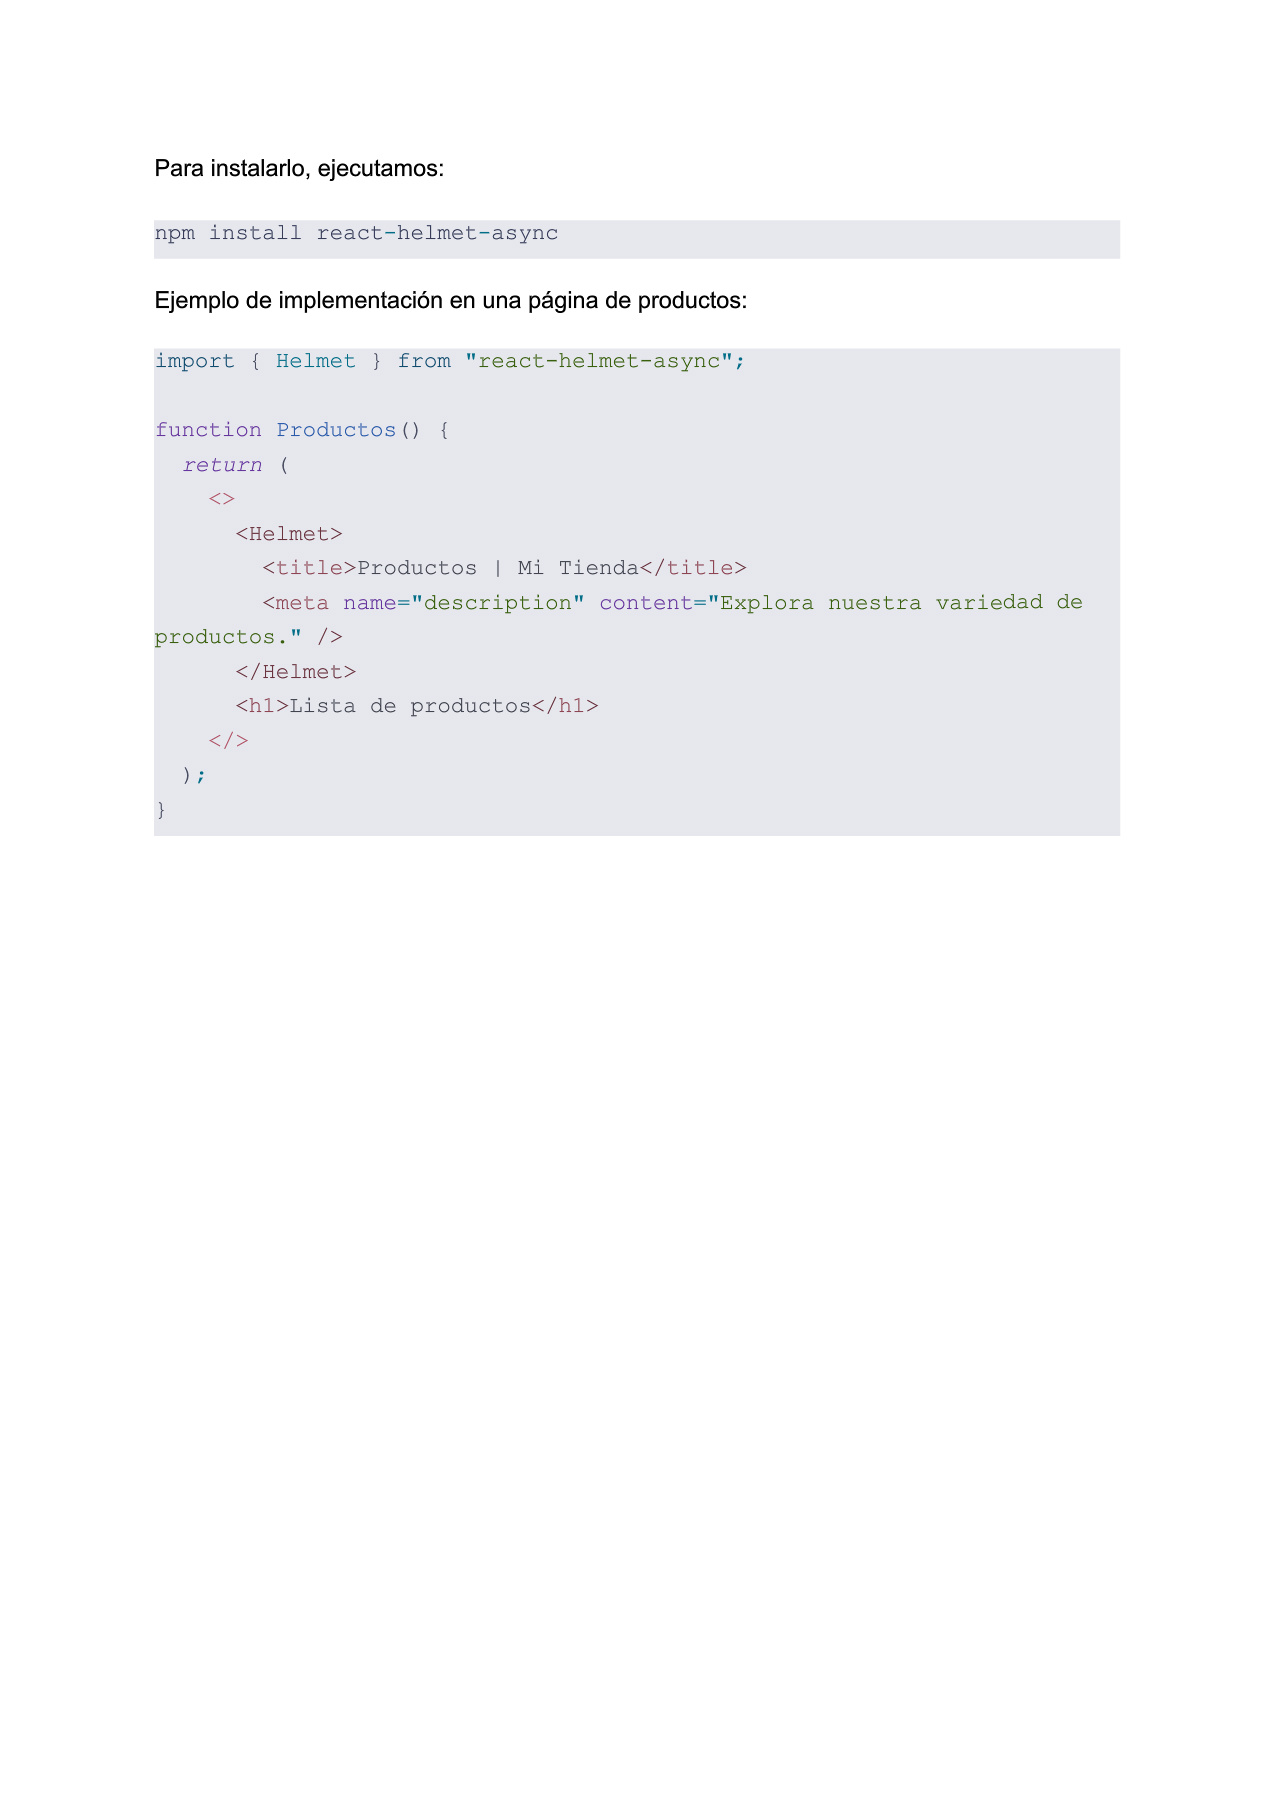 Para instalarlo, ejecutamos:
npm install react-helmet-async
Ejemplo de implementación en una página de productos:
import { Helmet } from "react-helmet-async";
function Productos() {
  return (
    <>
      <Helmet>
        <title>Productos | Mi Tienda</title>
        <meta name="description" content="Explora nuestra variedad de
productos." />
      </Helmet>
      <h1>Lista de productos</h1>
    </>
  );
}